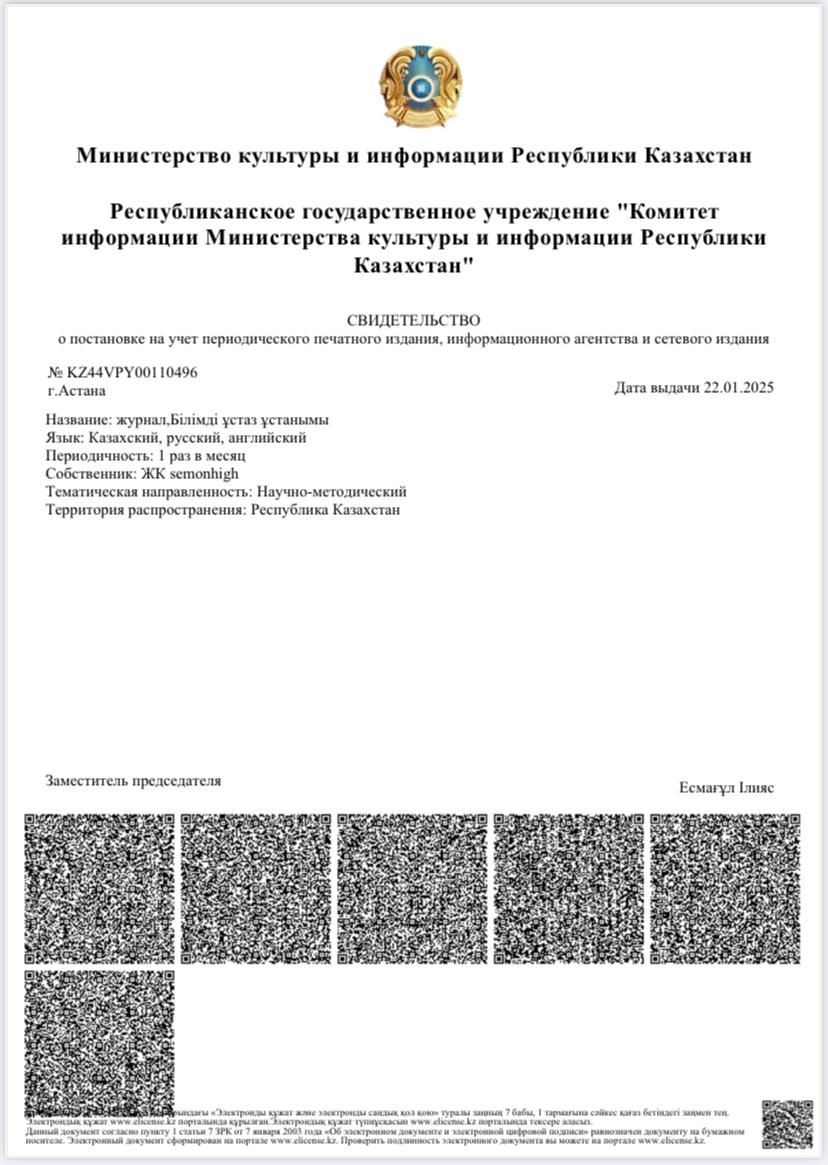 Министерство культуры и информации Республики Казахстан
Республиканское государственное учреждение "Комитет
информации Министерства культуры и информации Республики
Казахстан"
СВИДЕТЕЛЬСТВО
о постановке на учет периодического печатного издания, информационного агентства и сетевого издания
№ KZ44VPY00110496
г.Астана
Дата выдачи 22.01.2025
Название: журнал,Білімді ұстаз ұстанымы
Язык: Казахский, русский, английский
Периодичность: 1 раз в месяц
Собственник: ЖК semonhigh
Тематическая направленность: Научно-методический
Территория распространения: Республика Казахстан
Заместитель председателя
Есмағұл Ілияс
«Электронды құжат және электронды сандық қол қою» туралы заңның 7 бабы, 1 тармағына сәйкес қағаз бетіндегі заңмен тең.
Электрондық құжат www.elicense.kz порталында құрылған.Электрондық құжат түпнұсқасын www.elicense.kz порталында тексере аласыз.
Данный документ согласно пункту 1 статьи 7 ЗРК от 7 января 2003 года «Об электронном документе и электронной цифровой подписи» равнозначен документу на бумажном
носителе. Электронный документ сформирован на портале www.elicense.kz. Проверить подлинность электронного документа вы можете на портале www.elicense.kz.